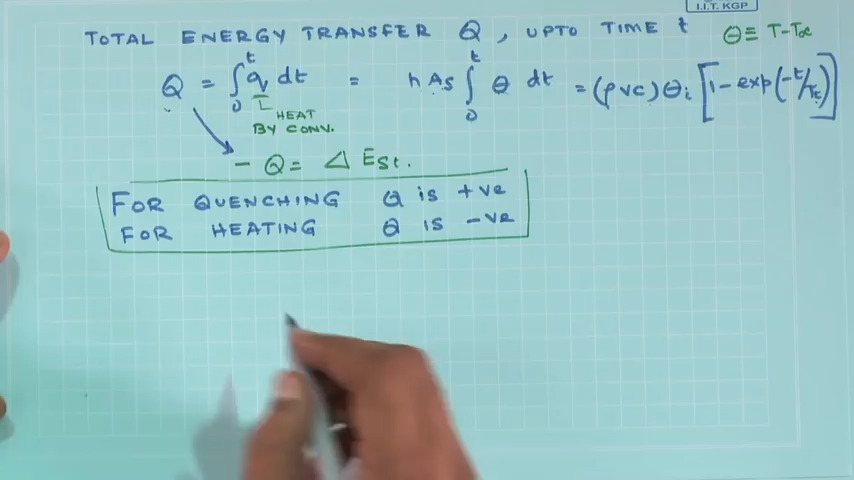 I.I.T. KGP
TOTAL ENERGY TRANSFER Q, UPTO TIME t θ ≡ T-T∞
Q = ∫₀ᵗ q dt = hAs ∫₀ᵗ θ dt = (ρVC)θi [1-exp(-t/τt)]
HEAT
BY CONV.
- Q = Δ ESt.
FOR QUENCHING Q is +ve
FOR HEATING Q is -ve